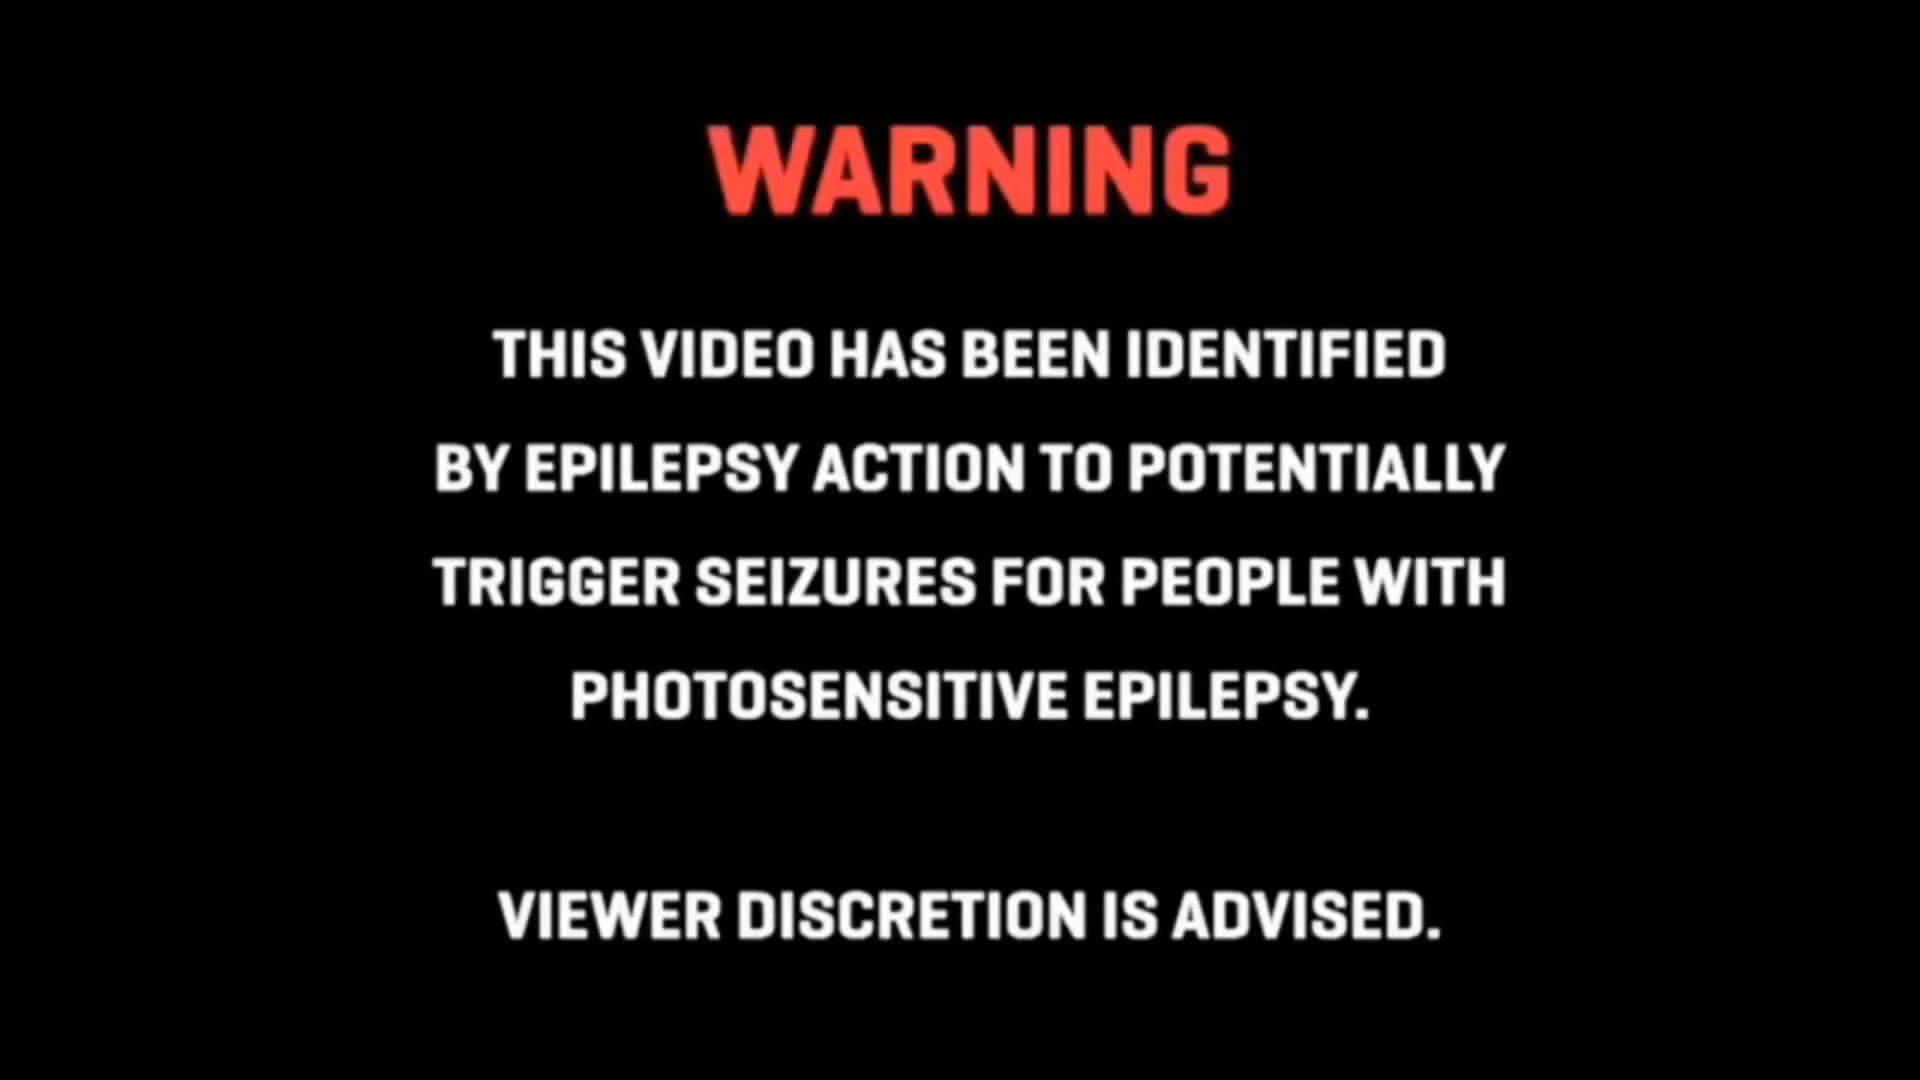 WARNING
THIS VIDEO HAS BEEN IDENTIFIED
BY EPILEPSY ACTION TO POTENTIALLY
TRIGGER SEIZURES FOR PEOPLE WITH
PHOTOSENSITIVE EPILEPSY.
VIEWER DISCRETION IS ADVISED.